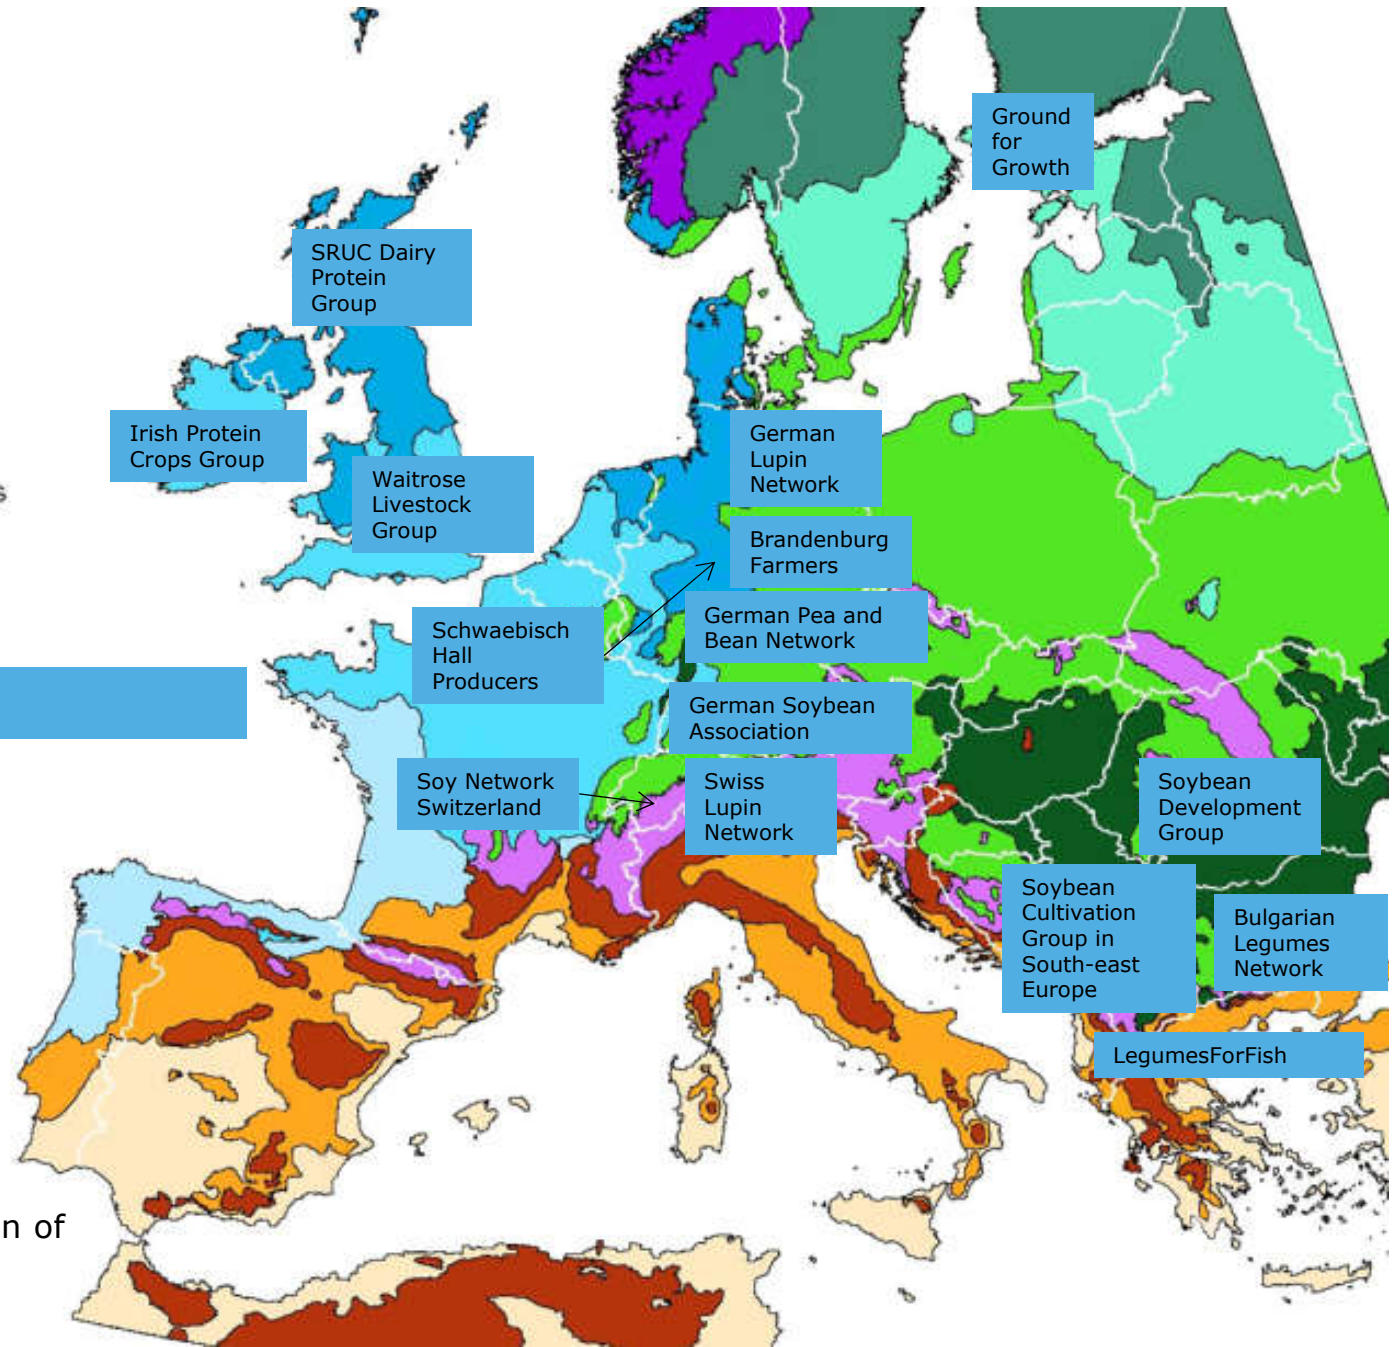 Ground
for
Growth
SRUC Dairy
Protein
Group
Irish Protein
Crops Group
Waitrose
Livestock
Group
German
Lupin
Network
Brandenburg
Farmers
German Pea and
Bean Network
Schwaebisch
Hall
Producers
German Soybean
Association
Soy Network
Switzerland
Swiss
Lupin
Network
Soybean
Development
Group
Soybean
Cultivation
Group in
South-east
Europe
Bulgarian
Legumes
Network
LegumesForFish
n of